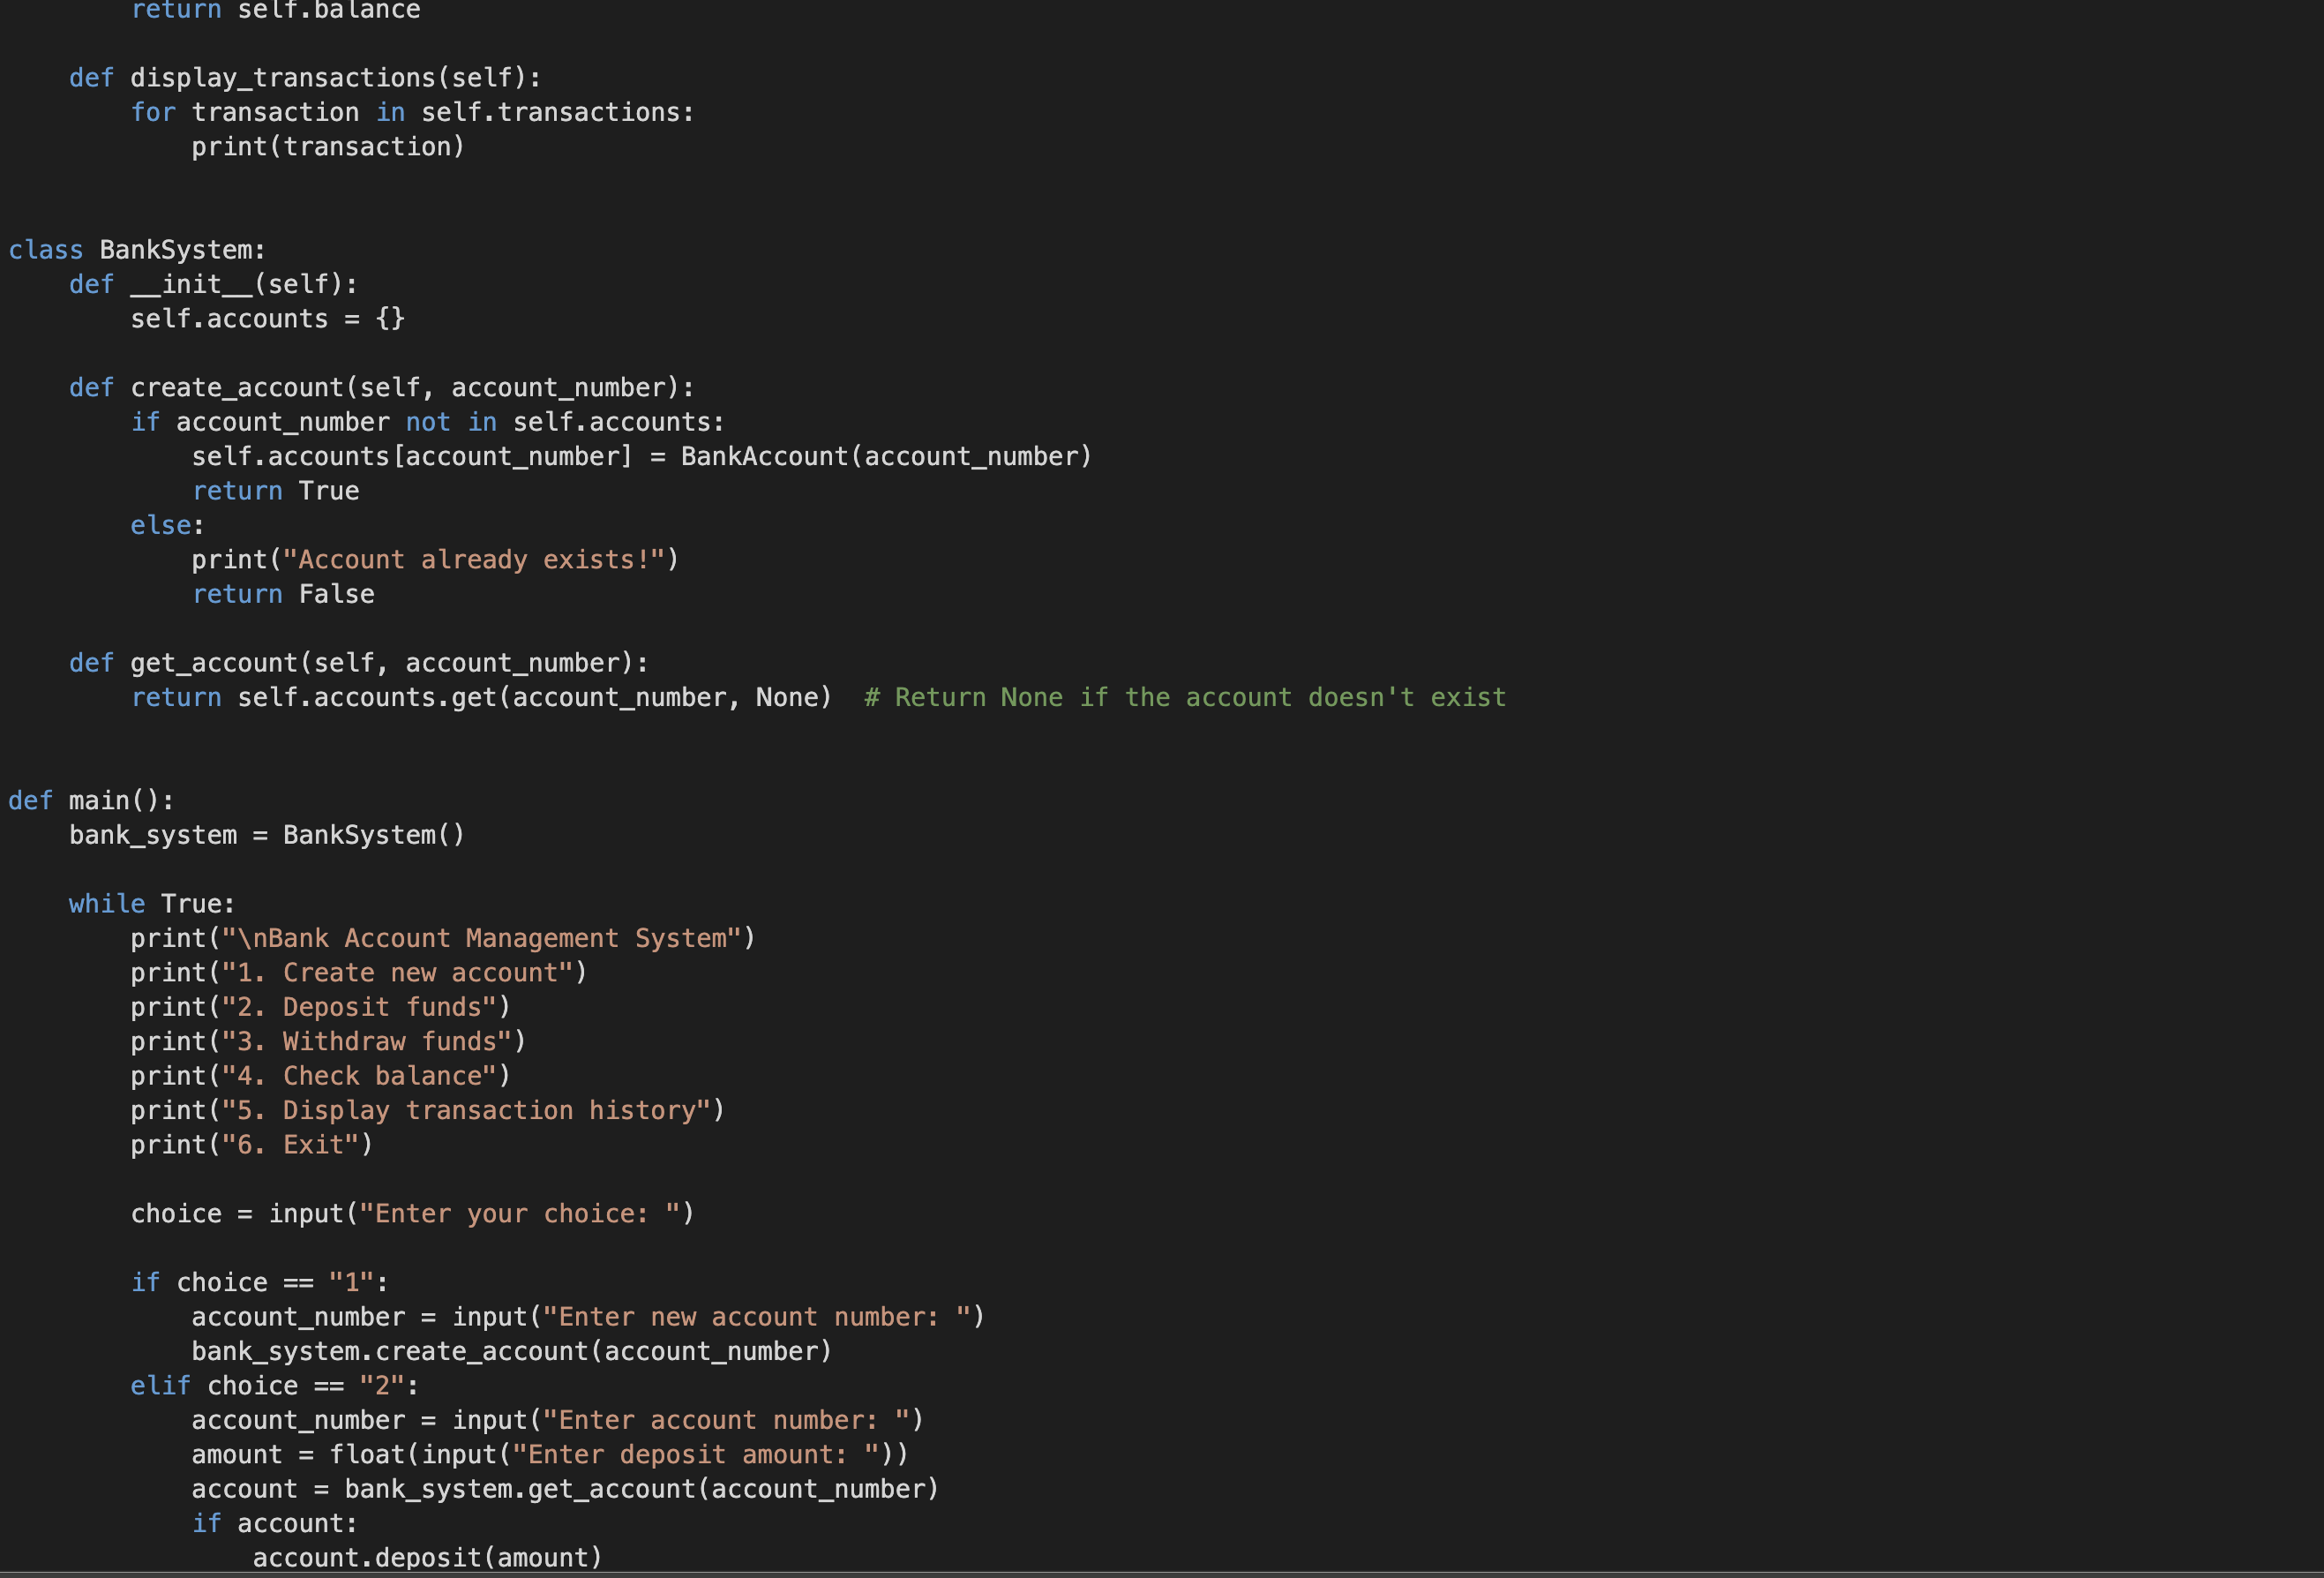 return self.balance

    def display_transactions(self):
        for transaction in self.transactions:
            print(transaction)


class BankSystem:
    def __init__(self):
        self.accounts = {}

    def create_account(self, account_number):
        if account_number not in self.accounts:
            self.accounts[account_number] = BankAccount(account_number)
            return True
        else:
            print("Account already exists!")
            return False

    def get_account(self, account_number):
        return self.accounts.get(account_number, None)  # Return None if the account doesn't exist


def main():
    bank_system = BankSystem()

    while True:
        print("\nBank Account Management System")
        print("1. Create new account")
        print("2. Deposit funds")
        print("3. Withdraw funds")
        print("4. Check balance")
        print("5. Display transaction history")
        print("6. Exit")

        choice = input("Enter your choice: ")

        if choice == "1":
            account_number = input("Enter new account number: ")
            bank_system.create_account(account_number)
        elif choice == "2":
            account_number = input("Enter account number: ")
            amount = float(input("Enter deposit amount: "))
            account = bank_system.get_account(account_number)
            if account:
                account.deposit(amount)